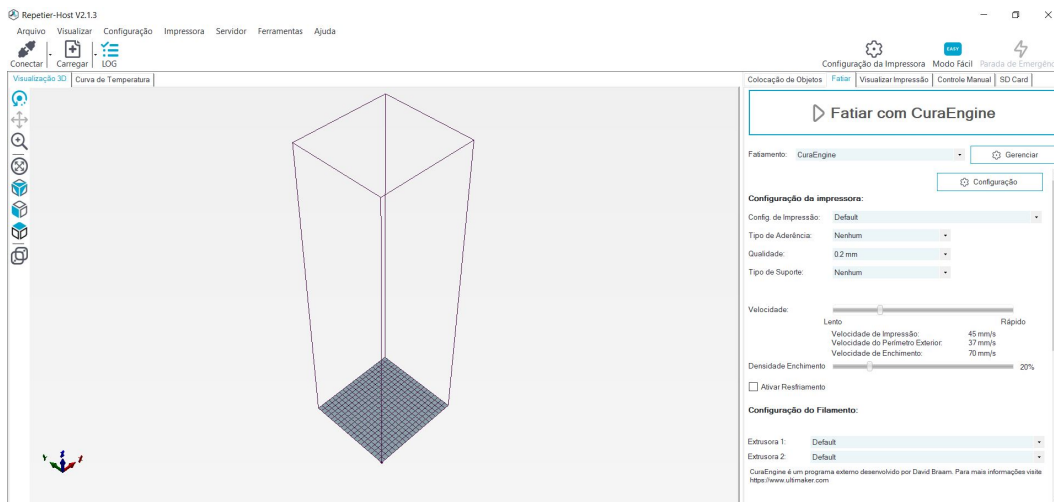 Repetier-Host V2.1.3
Arquivo Visualizar Configuração Impressora Servidor Ferramentas Ajuda
Conectar Carregar LOG
Configuração da Impressora EASY Modo Fácil Parada de Emergênc
Visualização 3D Curva de Temperatura
Colocação de Objetos Fatiar Visualizar Impressão Controle Manual SD Card
Fatiar com CuraEngine
Fatiamento: CuraEngine Gerenciar
Configuração
Configuração da impressora:
Config. de Impressão: Default
Tipo de Aderência: Nenhum
Qualidade: 0.2 mm
Tipo de Suporte: Nenhum
Velocidade:
Lento Rápido
Velocidade de Impressão: 45 mm/s
Velocidade do Perímetro Exterior: 37 mm/s
Velocidade de Enchimento: 70 mm/s
Densidade Enchimento 20%
Ativar Resfriamento
Configuração do Filamento:
Extrusora 1: Default
Extrusora 2: Default
CuraEngine é um programa externo desenvolvido por David Braam. Para mais informações visite
https://www.ultimaker.com